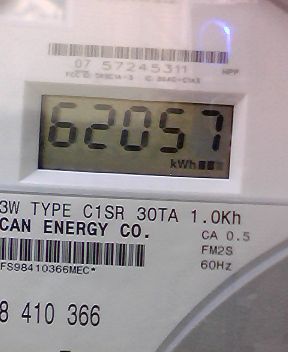 07 57245311
62057
kWh
3W TYPE C1SR 30TA 1.0Kh
CAN ENERGY CO.
CA 0.5
FM2S
60Hz
FS98410366MEC*
8 410 366